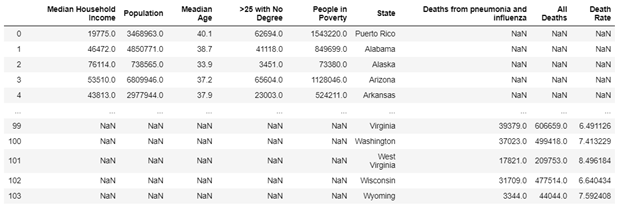 Median Household Income Population Meadian Age >25 with No Degree People in Poverty State Deaths from pneumonia and influenza All Deaths Death Rate
0 19775.0 3468963.0 40.1 62694.0 1543220.0 Puerto Rico NaN NaN NaN
1 46472.0 4850771.0 38.7 41118.0 849699.0 Alabama NaN NaN NaN
2 76114.0 738565.0 33.9 3451.0 73380.0 Alaska NaN NaN NaN
3 53510.0 6809946.0 37.2 65604.0 1128046.0 Arizona NaN NaN NaN
4 43813.0 2977944.0 37.9 23003.0 524211.0 Arkansas NaN NaN NaN
... ... ... ... ... ... ... ... ... ...
99 NaN NaN NaN NaN NaN Virginia 39379.0 606659.0 6.491126
100 NaN NaN NaN NaN NaN Washington 37023.0 499418.0 7.413229
101 NaN NaN NaN NaN NaN West Virginia 17821.0 209753.0 8.496184
102 NaN NaN NaN NaN NaN Wisconsin 31709.0 477514.0 6.640434
103 NaN NaN NaN NaN NaN Wyoming 3344.0 44044.0 7.592408